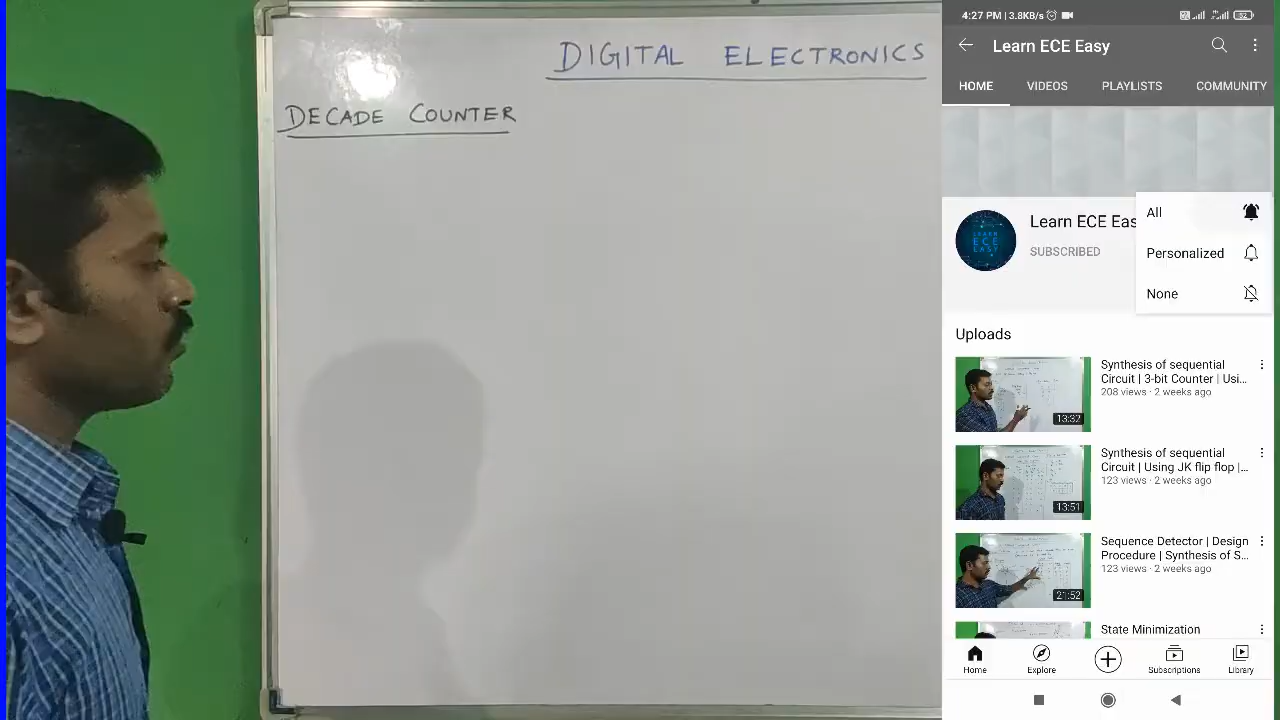 DIGITAL ELECTRONICS
DECADE COUNTER
4:27 PM | 3.8KB/s
Learn ECE Easy
HOME VIDEOS PLAYLISTS COMMUNITY
LEARN
ECE
EASY
Learn ECE Eas
SUBSCRIBED
All
Personalized
None
Uploads
13:32
Synthesis of sequential
Circuit | 3-bit Counter | Usi...
208 views · 2 weeks ago
13:51
Synthesis of sequential
Circuit | Using JK flip flop |...
123 views · 2 weeks ago
21:52
Sequence Detector | Design
Procedure | Synthesis of S...
123 views · 2 weeks ago
State Minimization
Home Explore Subscriptions Library